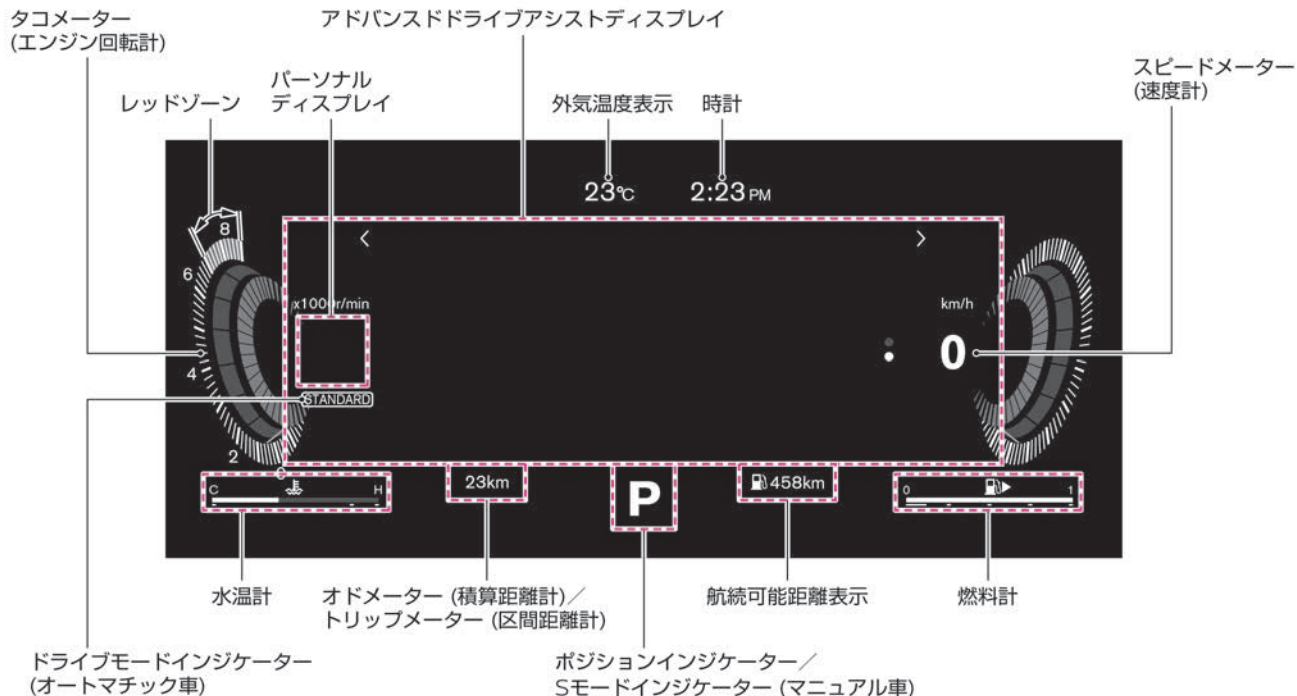 タコメーター
(エンジン回転計)
アドバンスドドライブアシストディスプレイ
スピードメーター
(速度計)
パーソナル
ディスプレイ
レッドゾーン
外気温度表示
時計
23℃
2:23 PM
8
6
4
2
x1000r/min
km/h
0
STANDARD
C
H
23km
P
458km
0
1
水温計
オドメーター (積算距離計)／
トリップメーター (区間距離計)
航続可能距離表示
燃料計
ドライブモードインジケーター
(オートマチック車)
ポジションインジケーター／
Sモードインジケーター (マニュアル車)